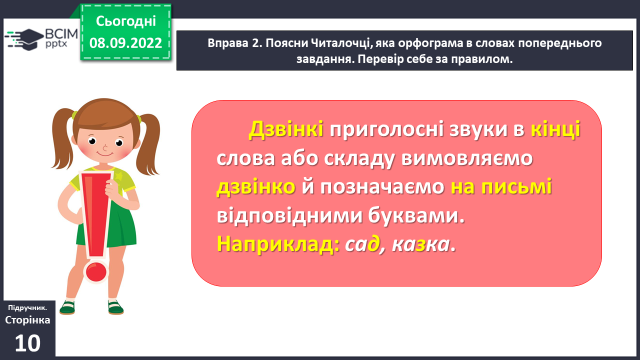 ВСІМ
pptx
Сьогодні
08.09.2022
Вправа 2. Поясни Читалочці, яка орфограма в словах попереднього
завдання. Перевір себе за правилом.
Дзвінкі приголосні звуки в кінці
слова або складу вимовляємо
дзвінко й позначаємо на письмі
відповідними буквами.
Наприклад: сад, казка.
Підручник.
Сторінка
10